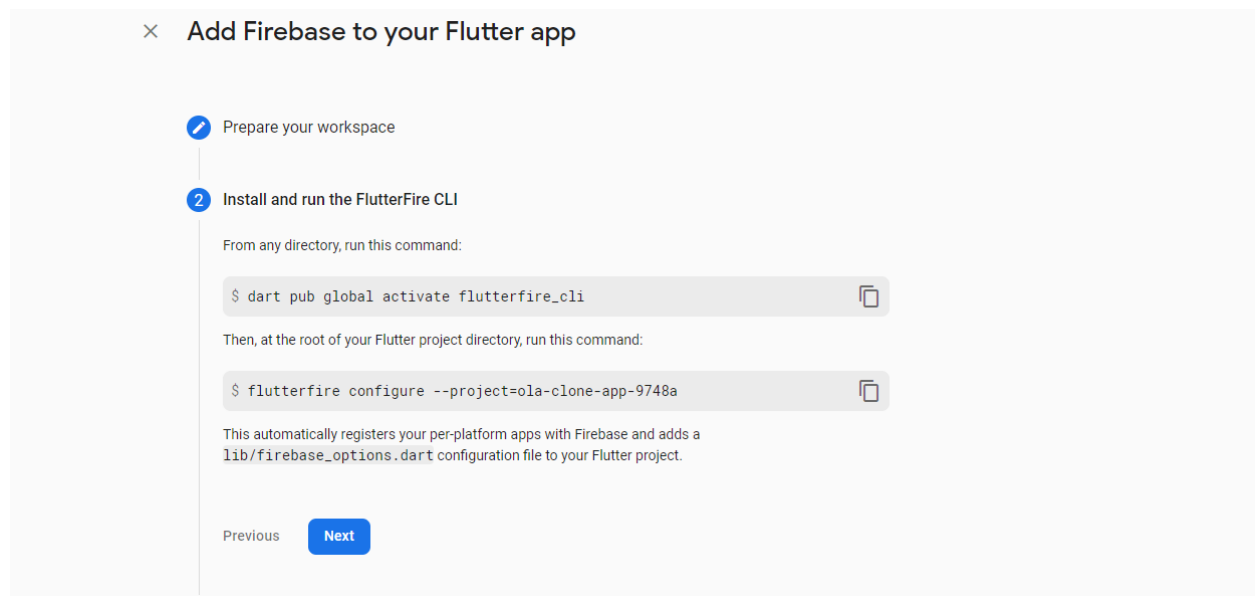 Add Firebase to your Flutter app
Prepare your workspace
2 Install and run the FlutterFire CLI
From any directory, run this command:
$ dart pub global activate flutterfire_cli
Then, at the root of your Flutter project directory, run this command:
$ flutterfire configure --project=ola-clone-app-9748a
This automatically registers your per-platform apps with Firebase and adds a
lib/firebase_options.dart configuration file to your Flutter project.
Previous Next